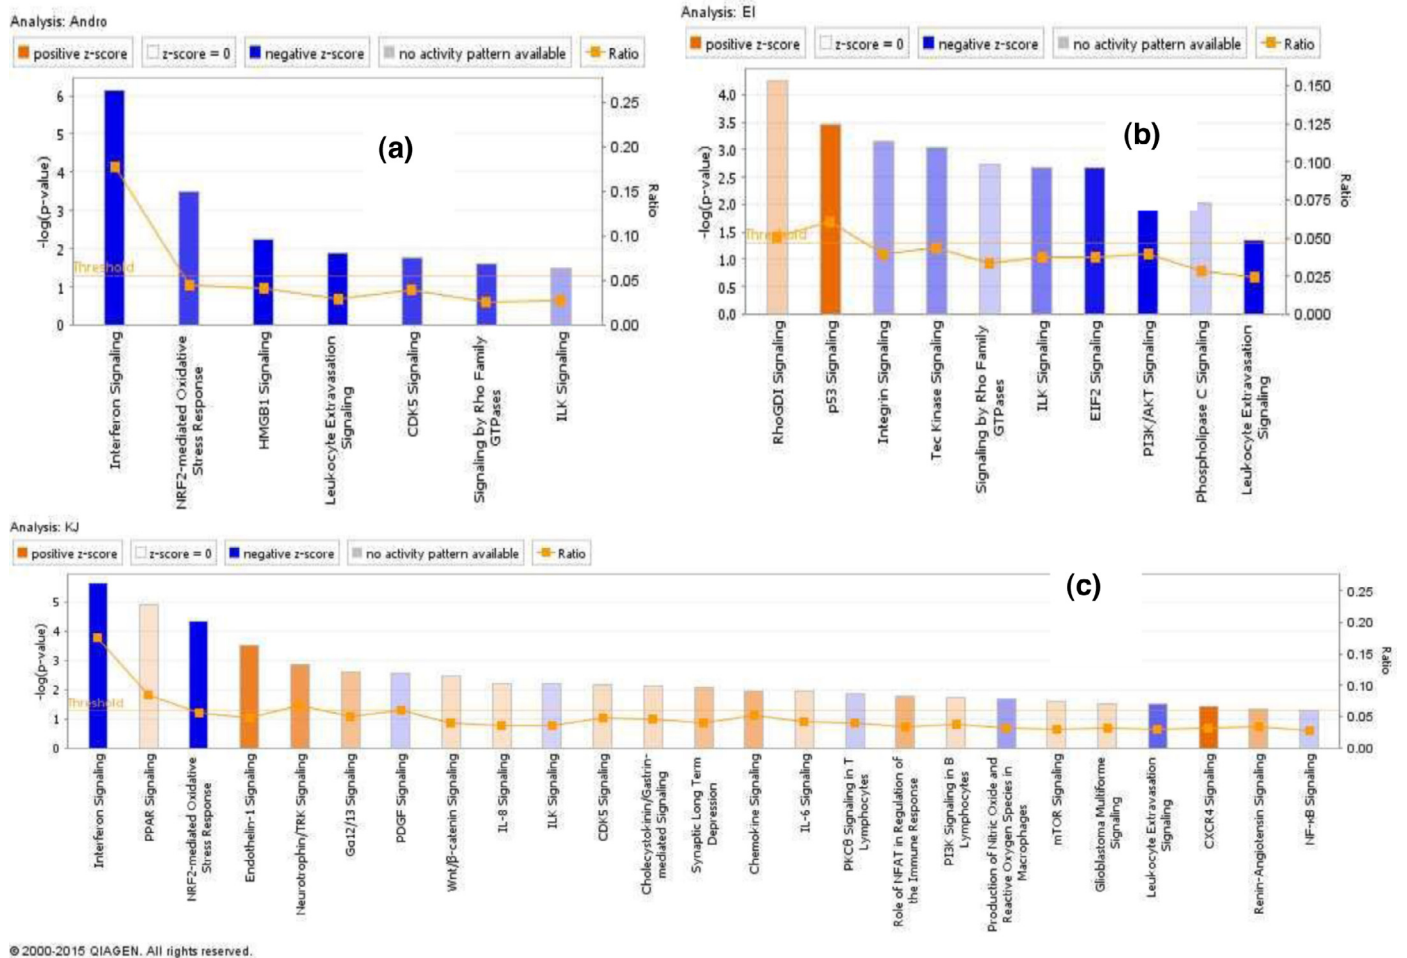 Analysis: Andro
positive z-score z-score = 0 negative z-score no activity pattern available Ratio
(a)
-log(p-value)
6
5
4
3
2
1
0
0.25
0.20
0.15
0.10
0.05
0.00
Ratio
Threshold
Interferon Signaling
NRF2-mediated Oxidative
Stress Response
HMGB1 Signaling
Leukocyte Extravasation
Signaling
CDK5 Signaling
Signaling by Rho Family
GTPases
ILK Signaling
Analysis: EI
positive z-score z-score = 0 negative z-score no activity pattern available Ratio
(b)
-log(p-value)
4.0
3.5
3.0
2.5
2.0
1.5
1.0
0.5
0.0
0.150
0.125
0.100
0.075
0.050
0.025
0.000
Ratio
Threshold
RhoGDI Signaling
p53 Signaling
Integrin Signaling
Tec Kinase Signaling
Signaling by Rho Family
GTPases
ILK Signaling
EIF2 Signaling
PI3K/AKT Signaling
Phospholipase C Signaling
Leukocyte Extravasation
Signaling
Analysis: KJ
positive z-score z-score = 0 negative z-score no activity pattern available Ratio
(c)
-log(p-value)
5
4
3
2
1
0
0.25
0.20
0.15
0.10
0.05
0.00
Ratio
Threshold
Interferon Signaling
PPAR Signaling
NRF2-mediated Oxidative
Stress Response
Endothelin-1 Signaling
Neurotrophin/TRK Signaling
Gα12/13 Signaling
PDGF Signaling
Wnt/β-catenin Signaling
IL-8 Signaling
ILK Signaling
CDK5 Signaling
Cholecystokinin/Gastrin-
mediated Signaling
Synaptic Long Term
Depression
Chemokine Signaling
IL-6 Signaling
PKCθ Signaling in T
Lymphocytes
Role of NFAT in Regulation of
the Immune Response
PI3K Signaling in B
Lymphocytes
Production of Nitric Oxide and
Reactive Oxygen Species in
Macrophages
mTOR Signaling
Glioblastoma Multiforme
Signaling
Leukocyte Extravasation
Signaling
CXCR4 Signaling
Renin-Angiotensin Signaling
NF-κB Signaling
© 2000-2015 QIAGEN. All rights reserved.